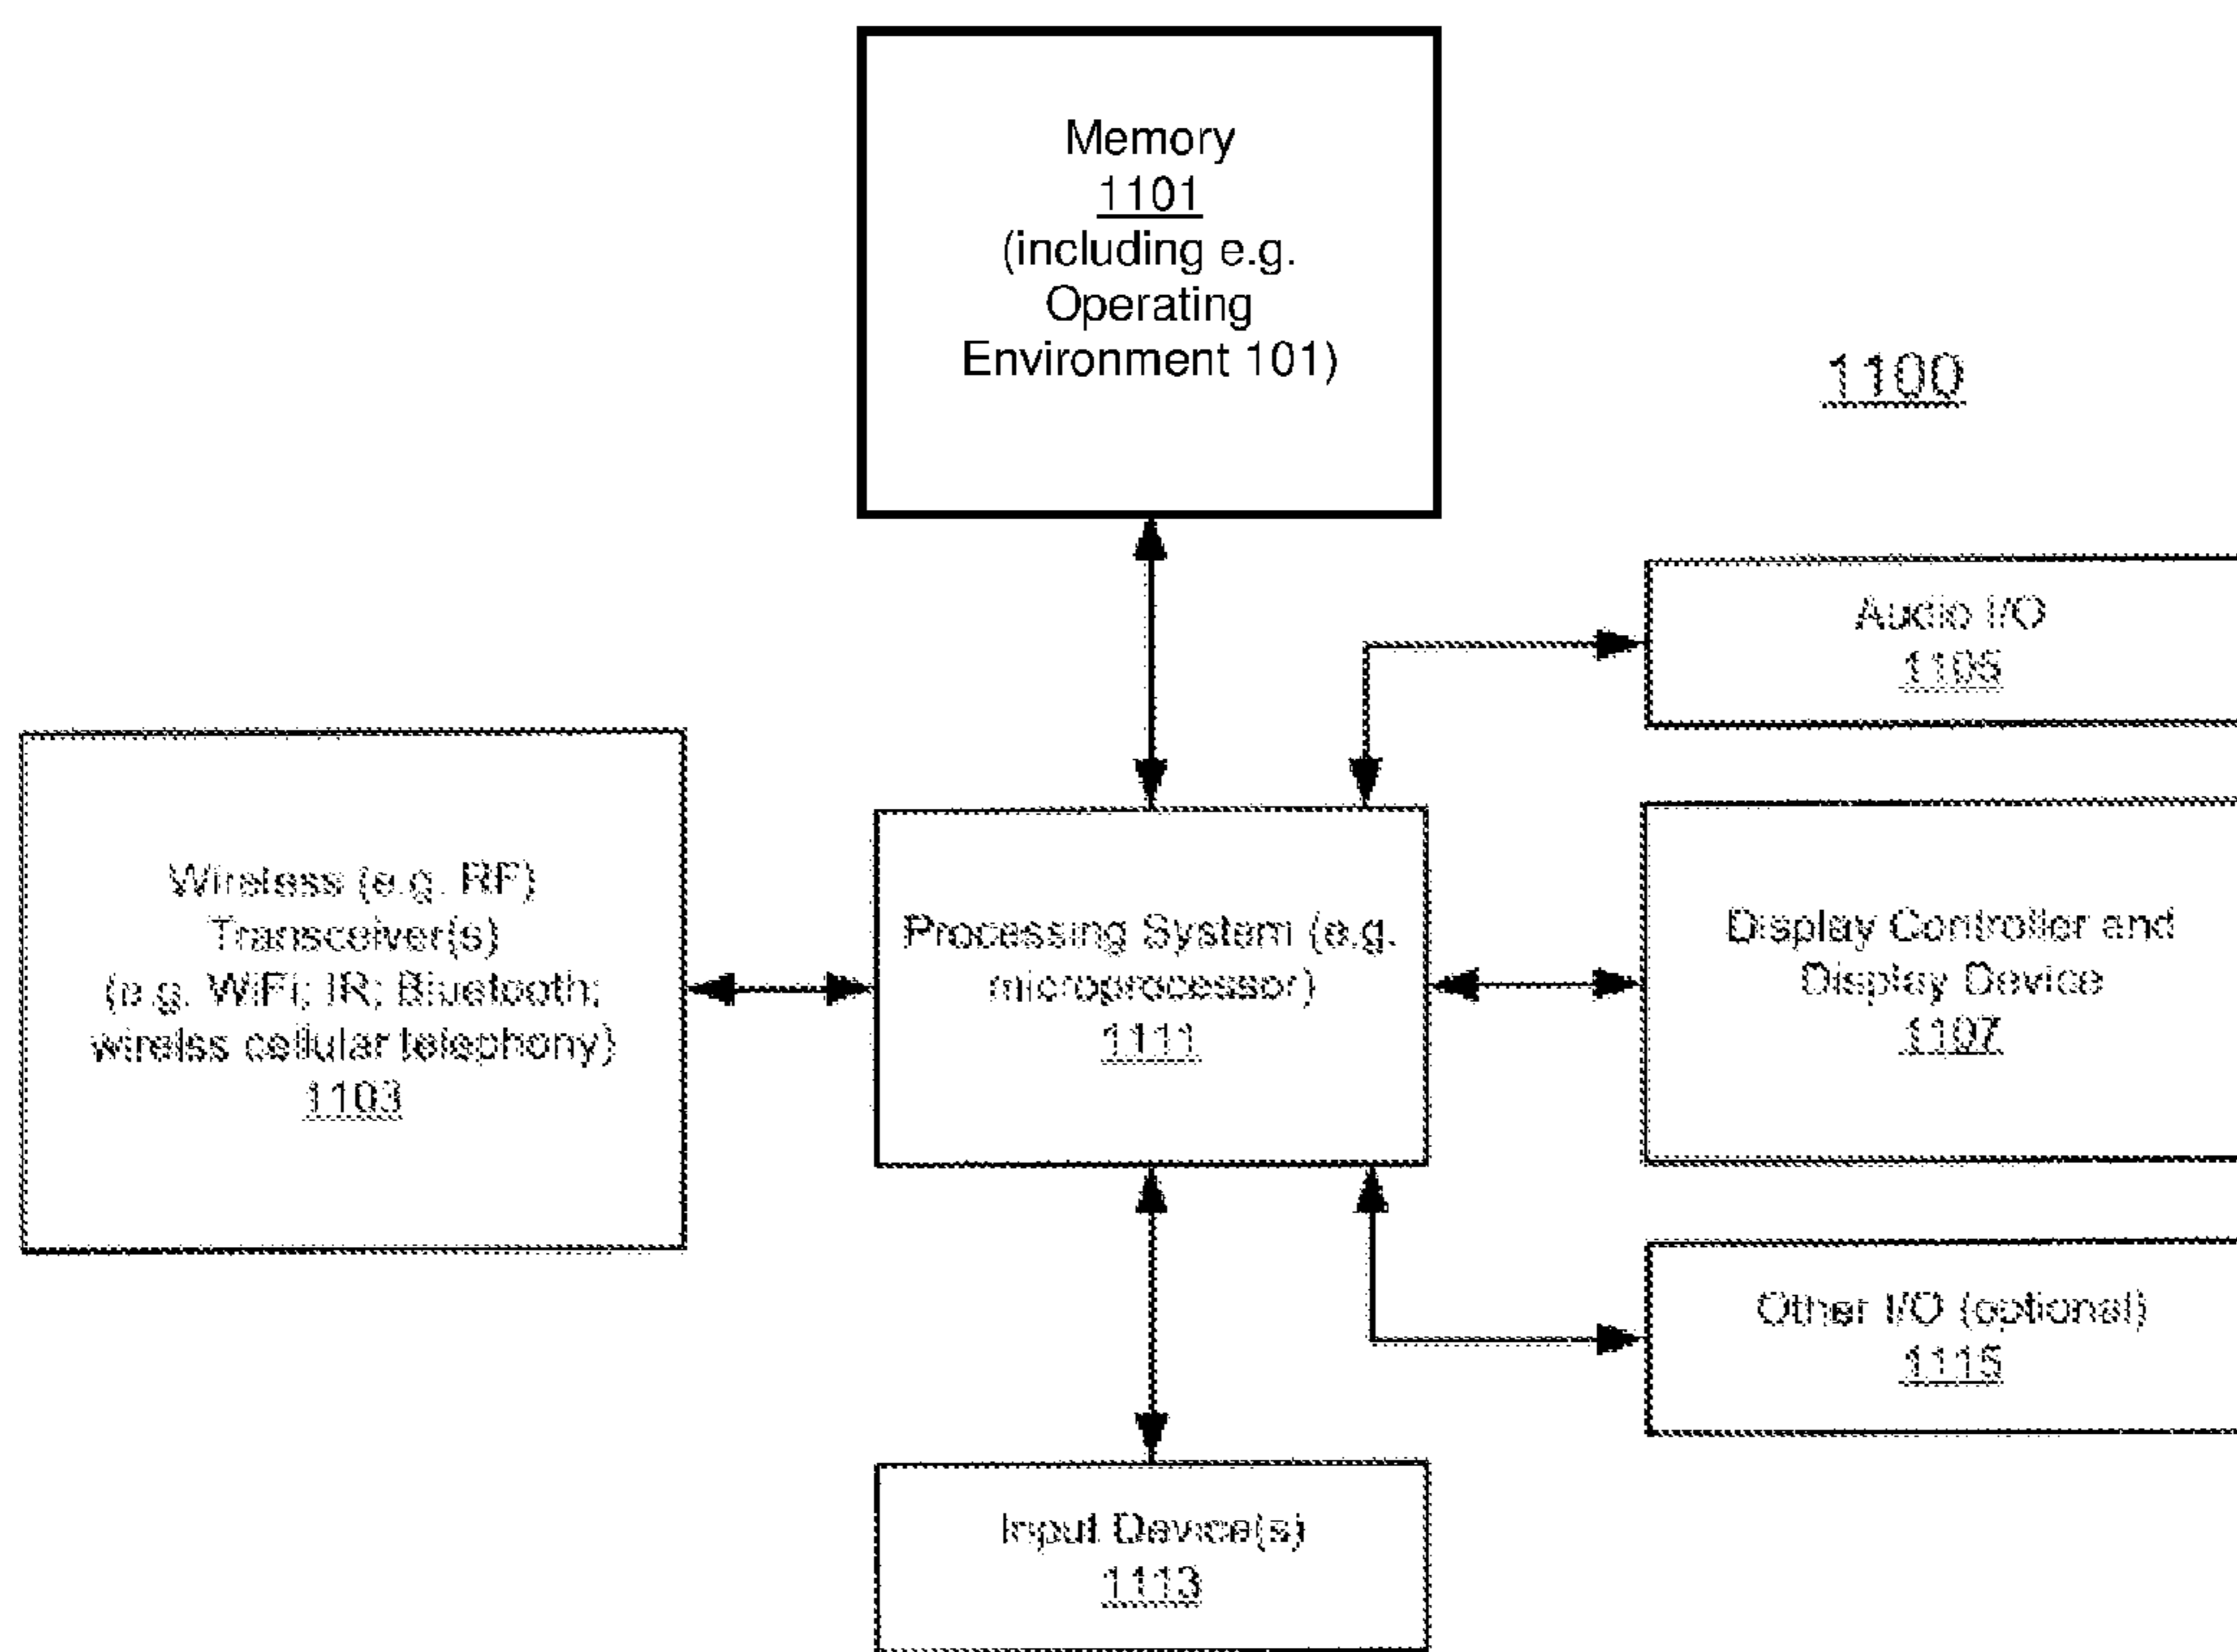 Memory
1101
(including e.g.
Operating
Environment 101)
1100
Audio I/O
1105
Wireless (e.g. RF)
Transceiver(s)
(e.g. WiFi; IR; Bluetooth;
wirelss cellular telephony)
1103
Processing System (e.g.
microprocessor)
1111
Display Controller and
Display Device
1107
Other I/O (optional)
1115
Input Device(s)
1113